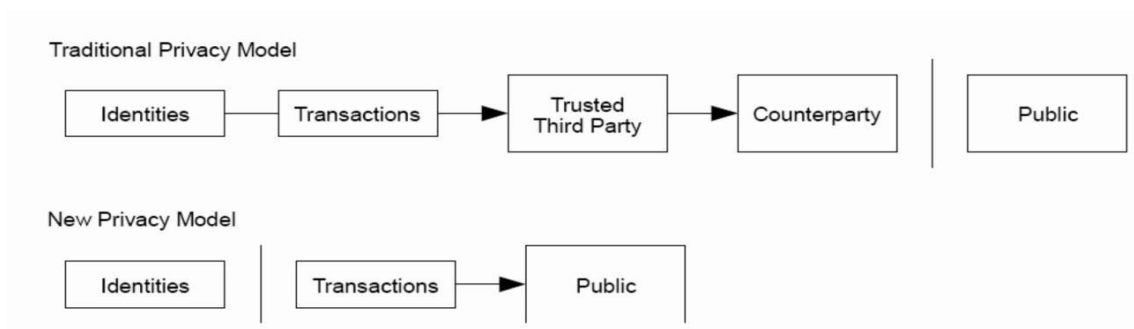 Traditional Privacy Model
Identities
Transactions
Trusted
Third Party
Counterparty
Public
New Privacy Model
Identities
Transactions
Public